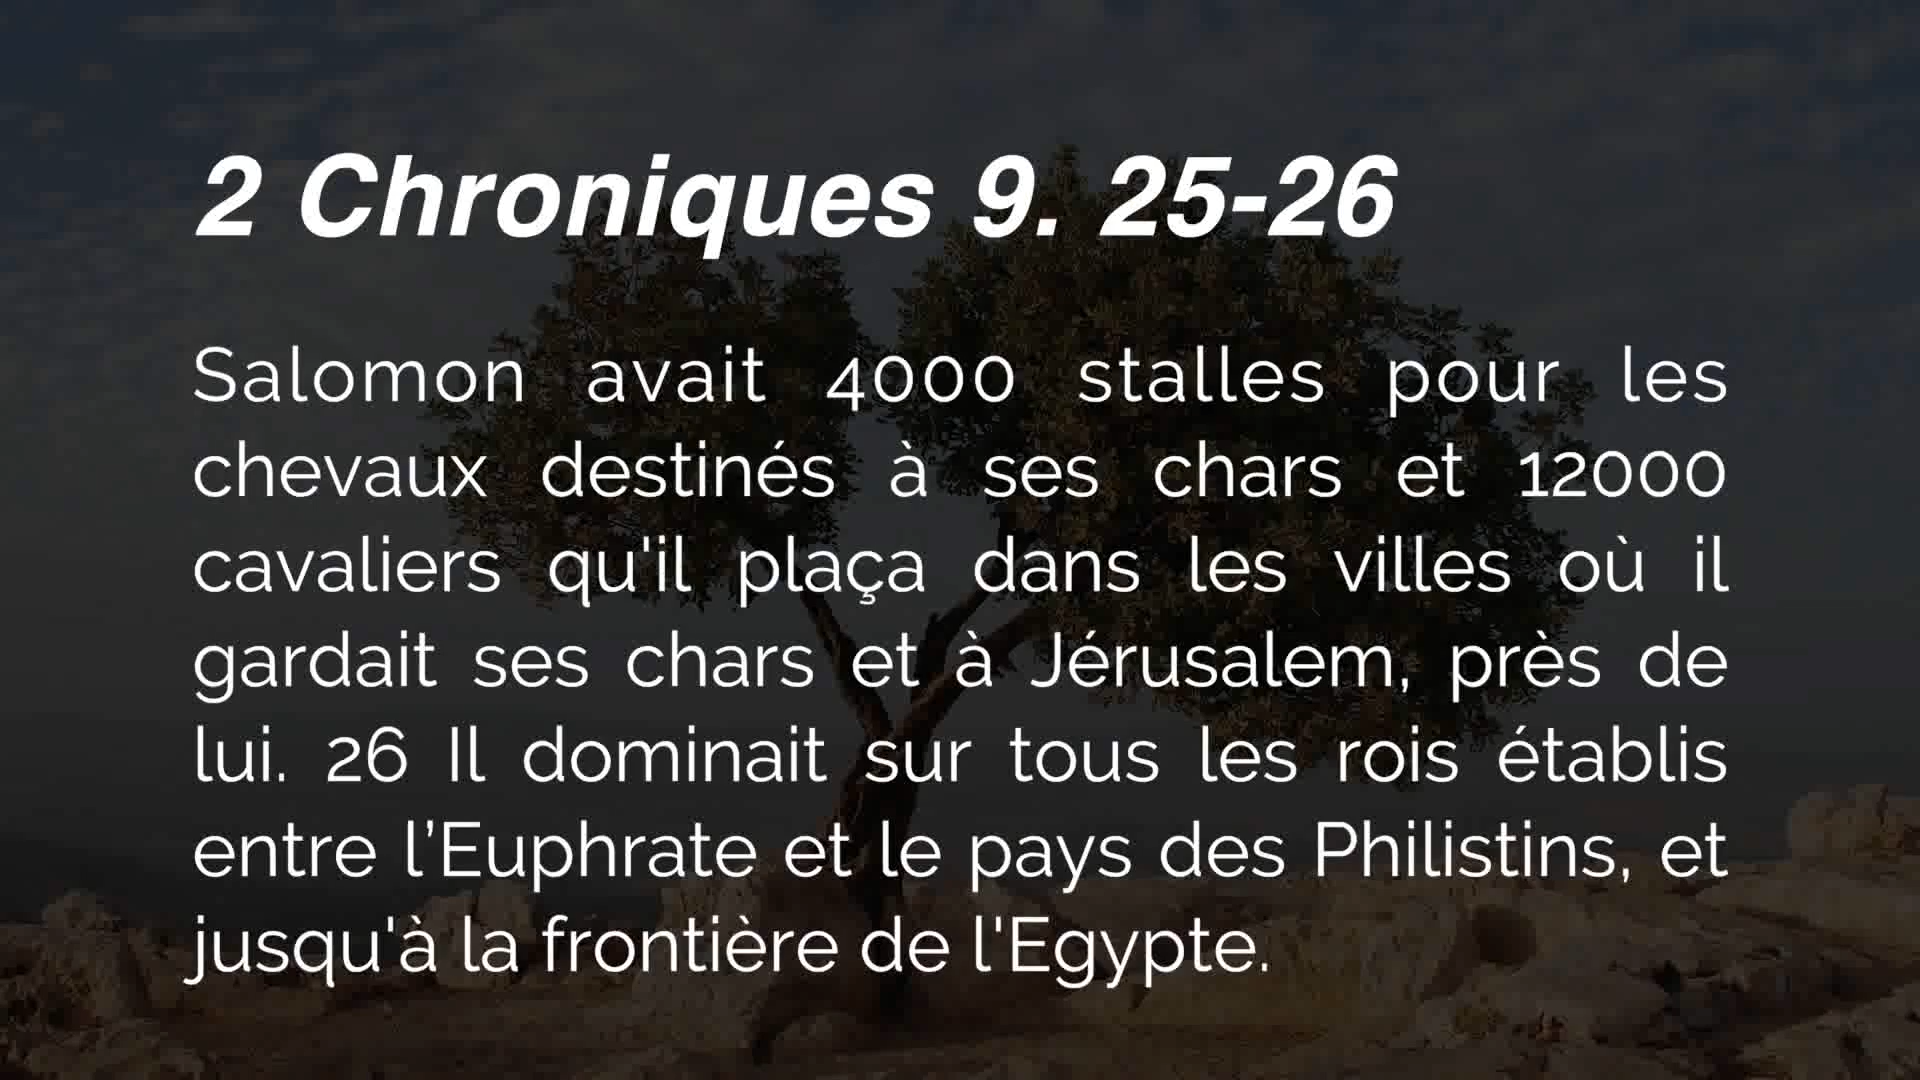 2 Chroniques 9. 25-26
Salomon avait 4000 stalles pour les
chevaux destinés à ses chars et 12000
cavaliers qu'il plaça dans les villes où il
gardait ses chars et à Jérusalem, près de
lui. 26 Il dominait sur tous les rois établis
entre l’Euphrate et le pays des Philistins, et
jusqu'à la frontière de l'Egypte.